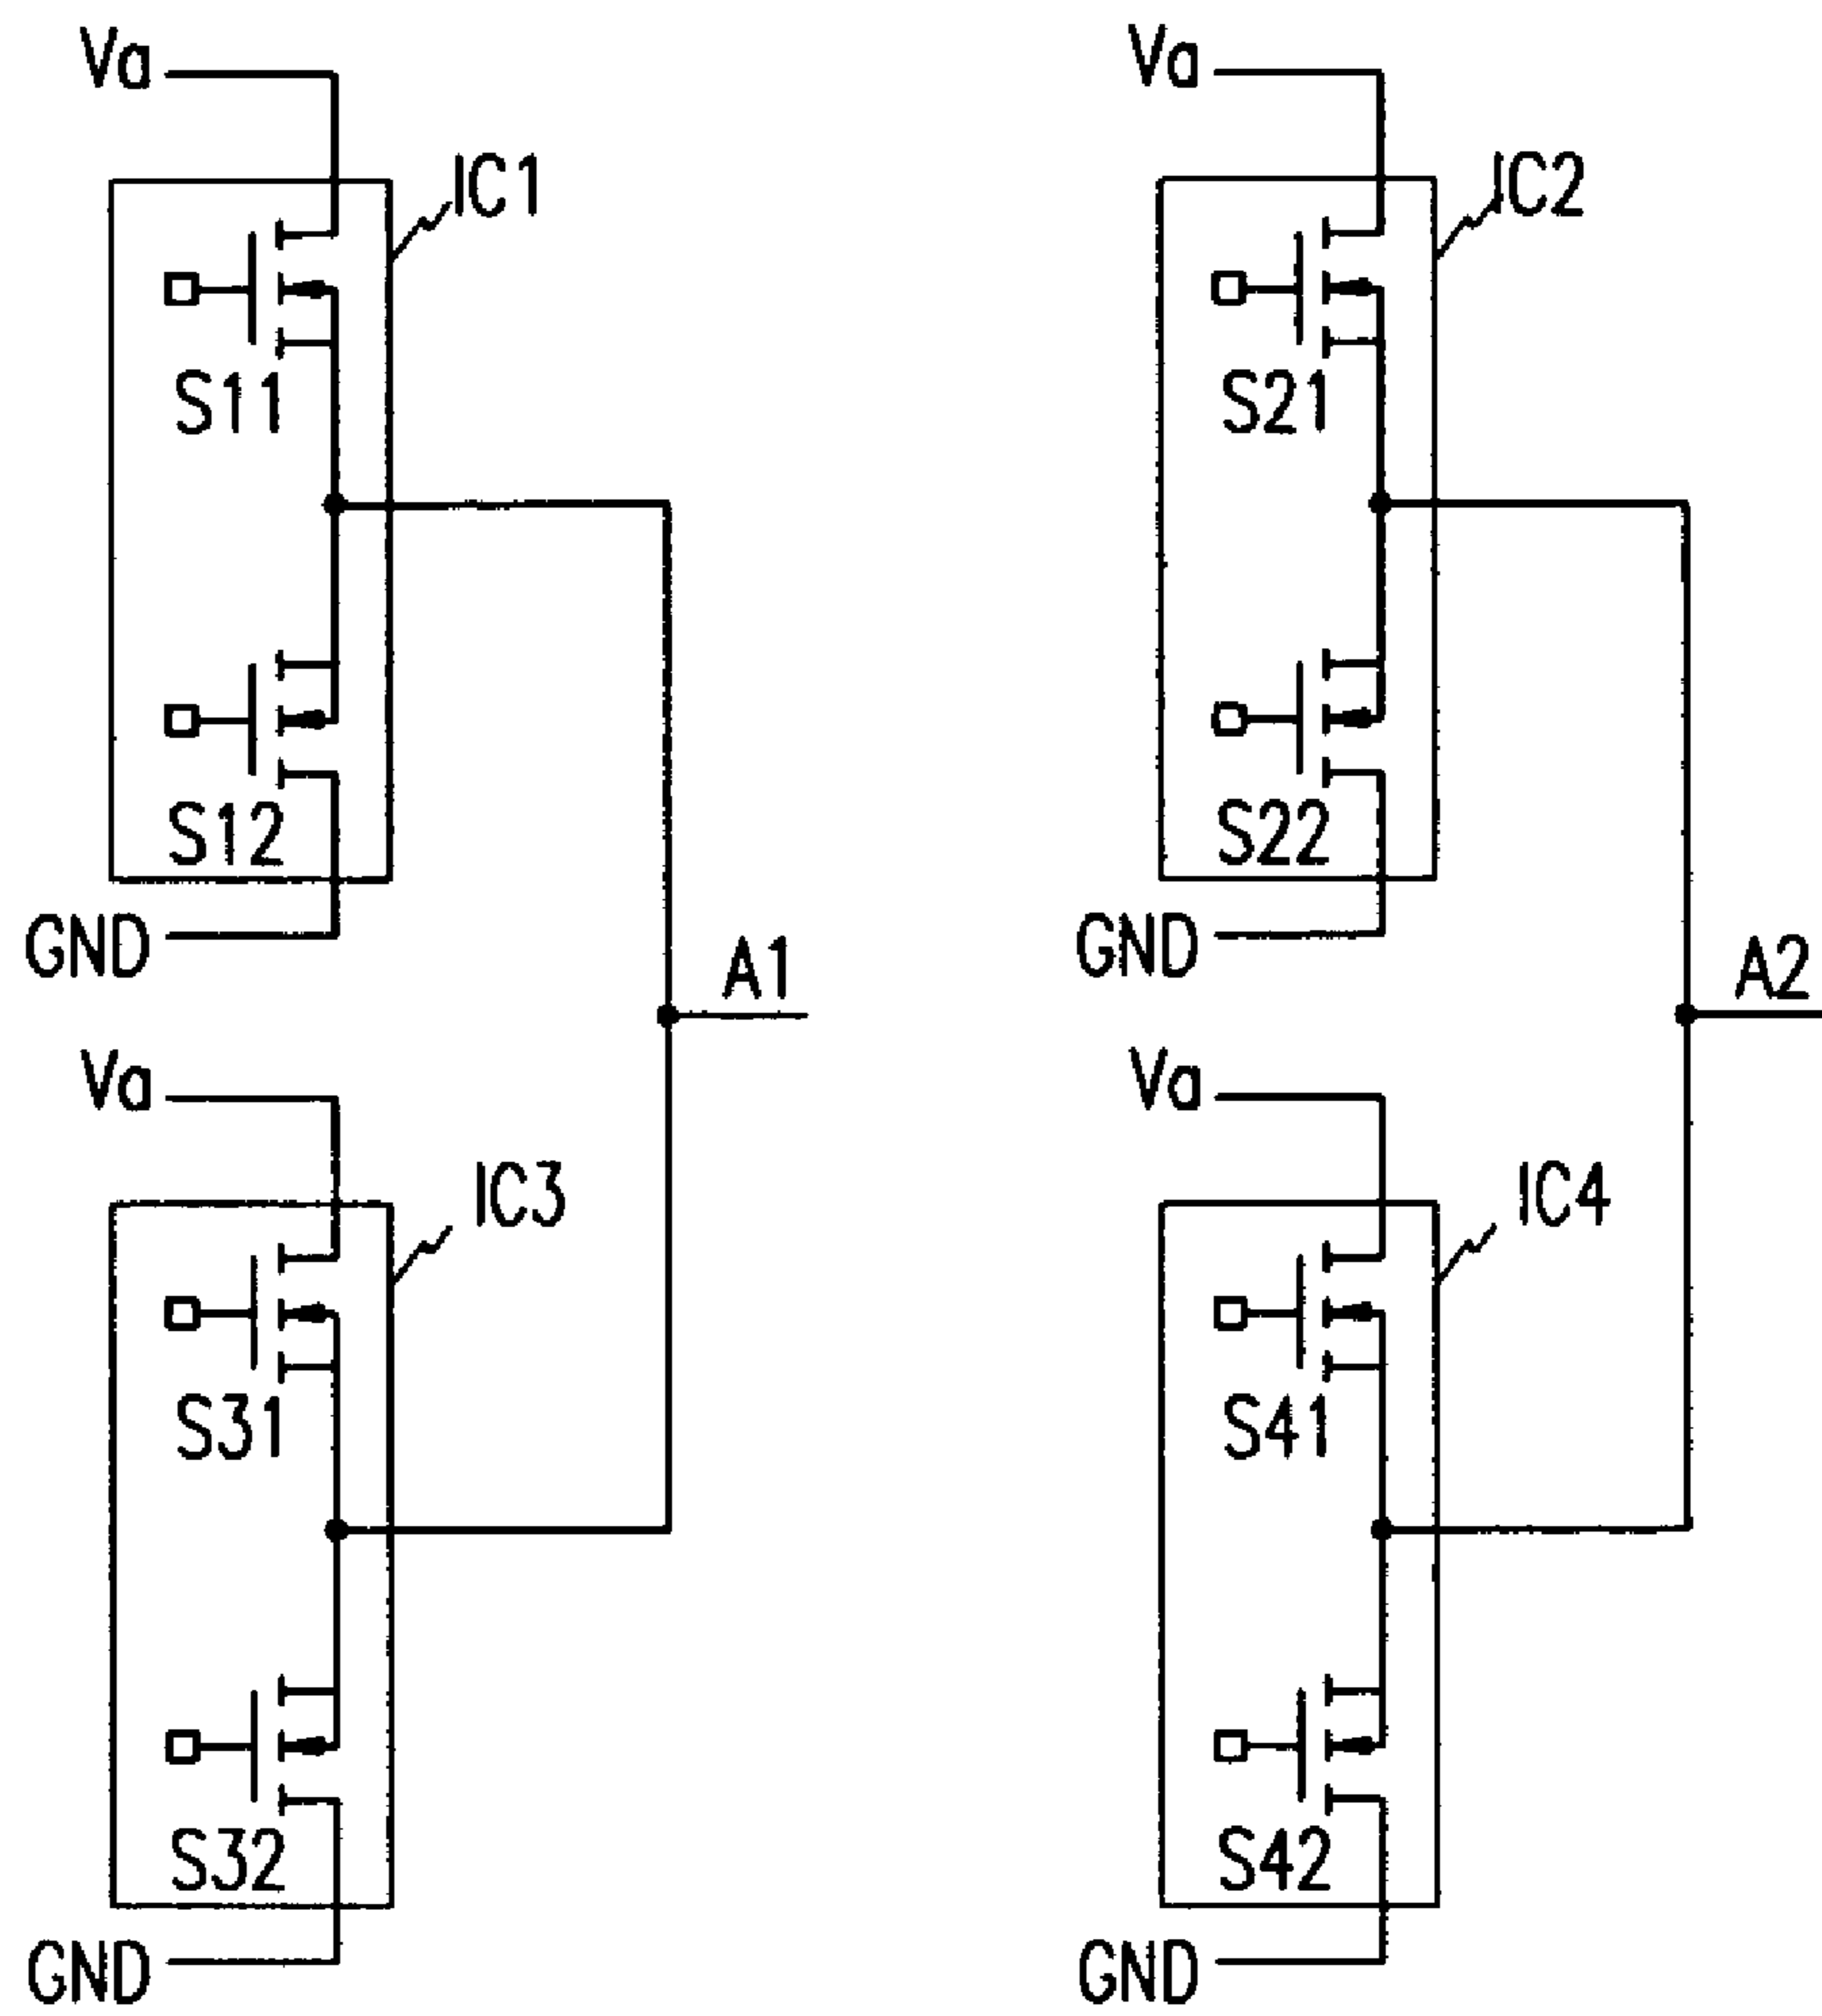 Va
IC1
S11
S12
GND
A1
Va
IC3
S31
S32
GND
Va
IC2
S21
S22
GND
A2
Va
IC4
S41
S42
GND